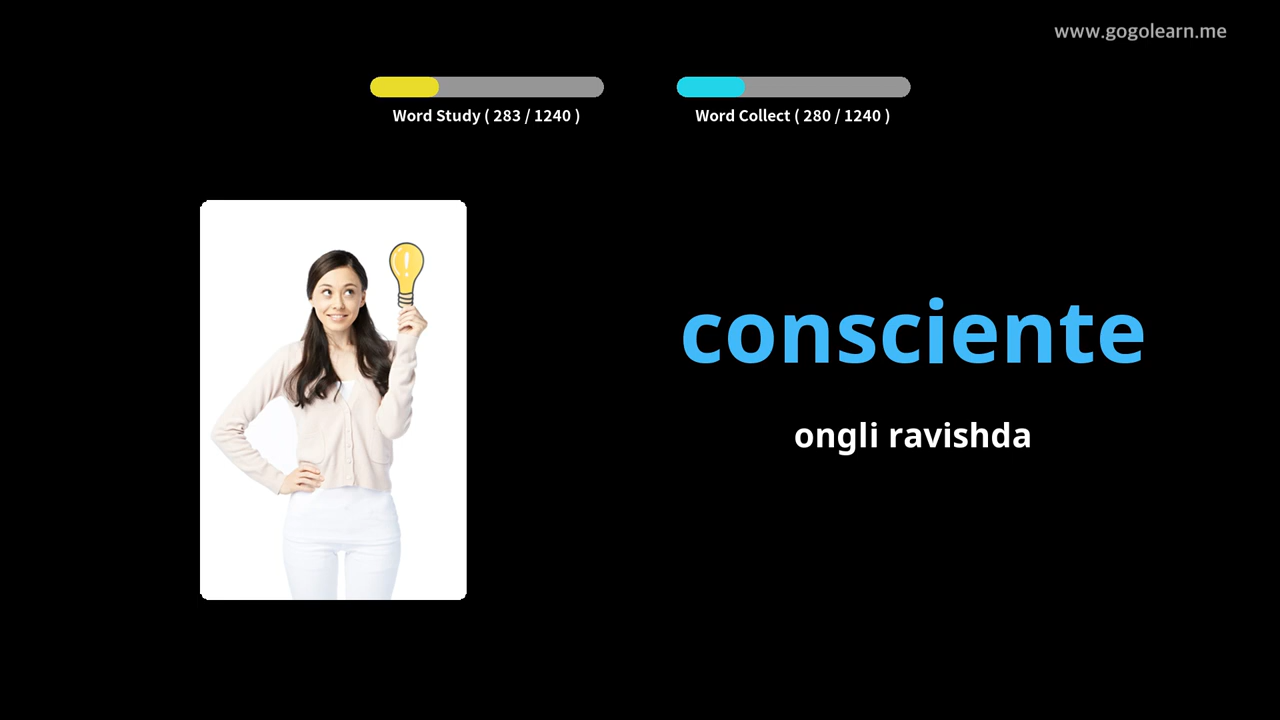 www.gogolearn.me
Word Study ( 283 / 1240 )
Word Collect ( 280 / 1240 )
consciente
ongli ravishda